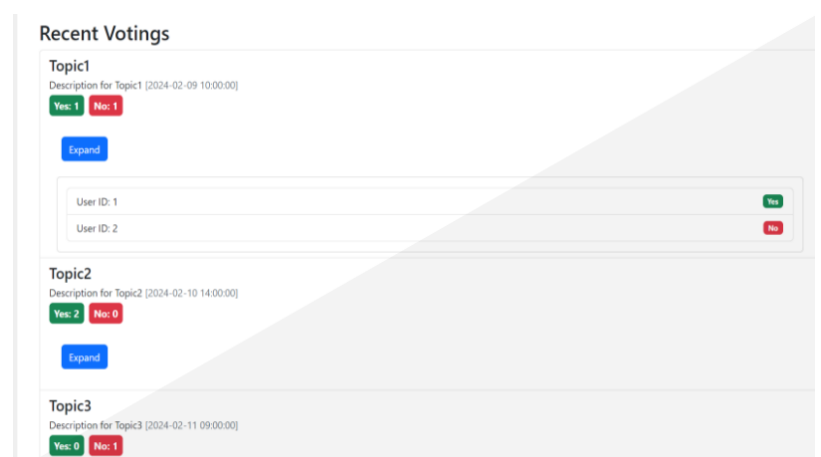 Recent Votings
Topic1
Description for Topic1 [2024-02-09 10:00:00]
Yes: 1 No: 1
Expand
User ID: 1 Yes
User ID: 2 No
Topic2
Description for Topic2 [2024-02-10 14:00:00]
Yes: 2 No: 0
Expand
Topic3
Description for Topic3 [2024-02-11 09:00:00]
Yes: 0 No: 1